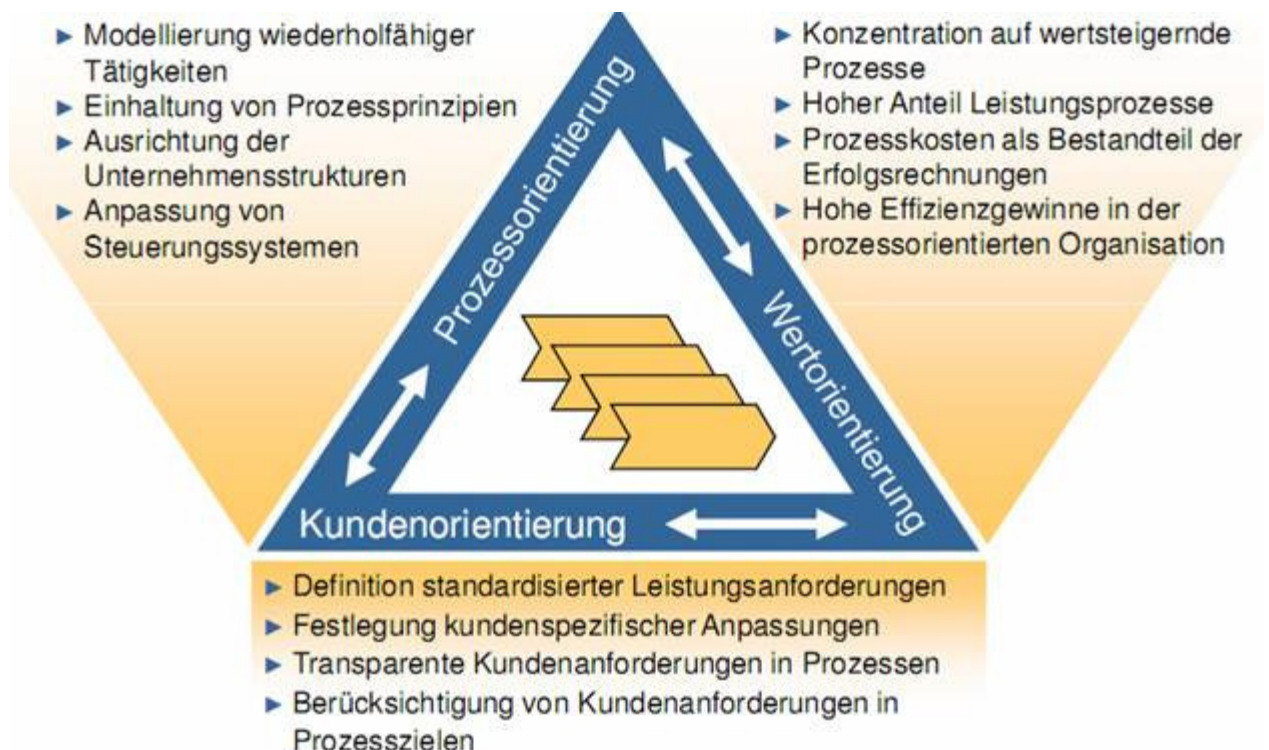 Modellierung wiederholfähiger
Tätigkeiten
Einhaltung von Prozessprinzipien
Ausrichtung der
Unternehmensstrukturen
Anpassung von
Steuerungssystemen
Konzentration auf wertsteigernde
Prozesse
Hoher Anteil Leistungsprozesse
Prozesskosten als Bestandteil der
Erfolgsrechnungen
Hohe Effizienzgewinne in der
prozessorientierten Organisation
Prozessorientierung
Wertorientierung
Kundenorientierung
Definition standardisierter Leistungsanforderungen
Festlegung kundenspezifischer Anpassungen
Transparente Kundenanforderungen in Prozessen
Berücksichtigung von Kundenanforderungen in
Prozesszielen